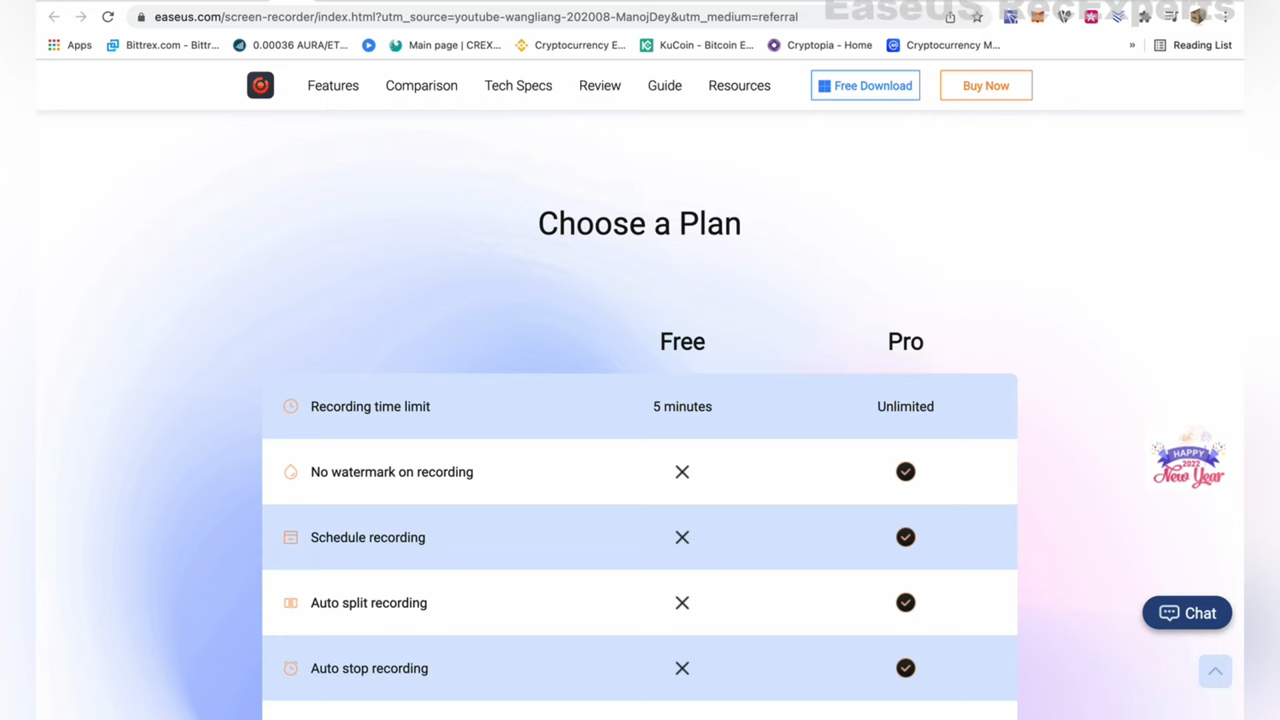 EaseUS RecExperts
easeus.com/screen-recorder/index.html?utm_source=youtube-wangliang-202008-ManojDey&utm_medium=referral
Apps Bittrex.com - Bittr... 0.00036 AURA/ET... Main page | CREX... Cryptocurrency E... KuCoin - Bitcoin E... Cryptopia - Home Cryptocurrency M... » Reading List
Features Comparison Tech Specs Review Guide Resources Free Download Buy Now
Choose a Plan
Free Pro
Recording time limit 5 minutes Unlimited
No watermark on recording
Schedule recording
Auto split recording
Auto stop recording
HAPPY
2022
New Year
Chat